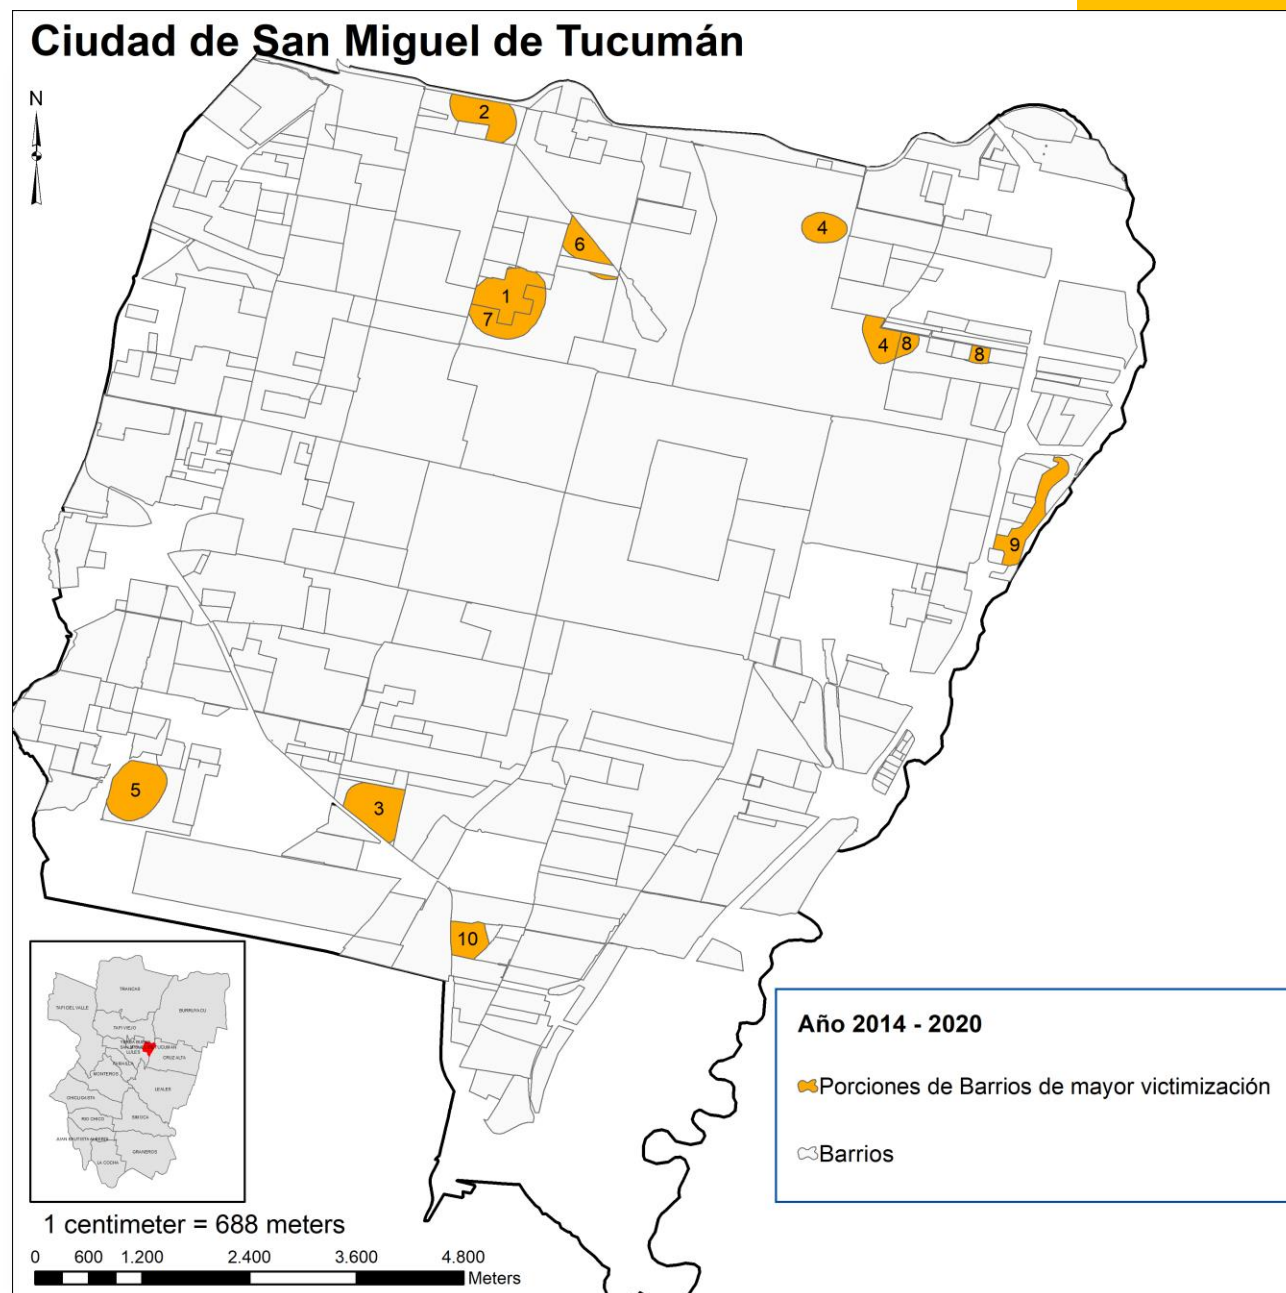 Ciudad de San Miguel de Tucumán
N
2
4
6
1
7
4
8
8
9
5
3
10
TRANCAS
TAFI DEL VALLE
BURRUYACU
TAFI VIEJO
LULES
CRUZ ALTA
FAMAILLA
MONTEROS
LEALES
CHICLIGASTA
SIMOCA
RIO CHICO
JUAN BAUTISTA ALBERDI
GRANEROS
LA COCHA
Año 2014 - 2020
Porciones de Barrios de mayor victimización
Barrios
1 centimeter = 688 meters
0 600 1.200 2.400 3.600 4.800
Meters